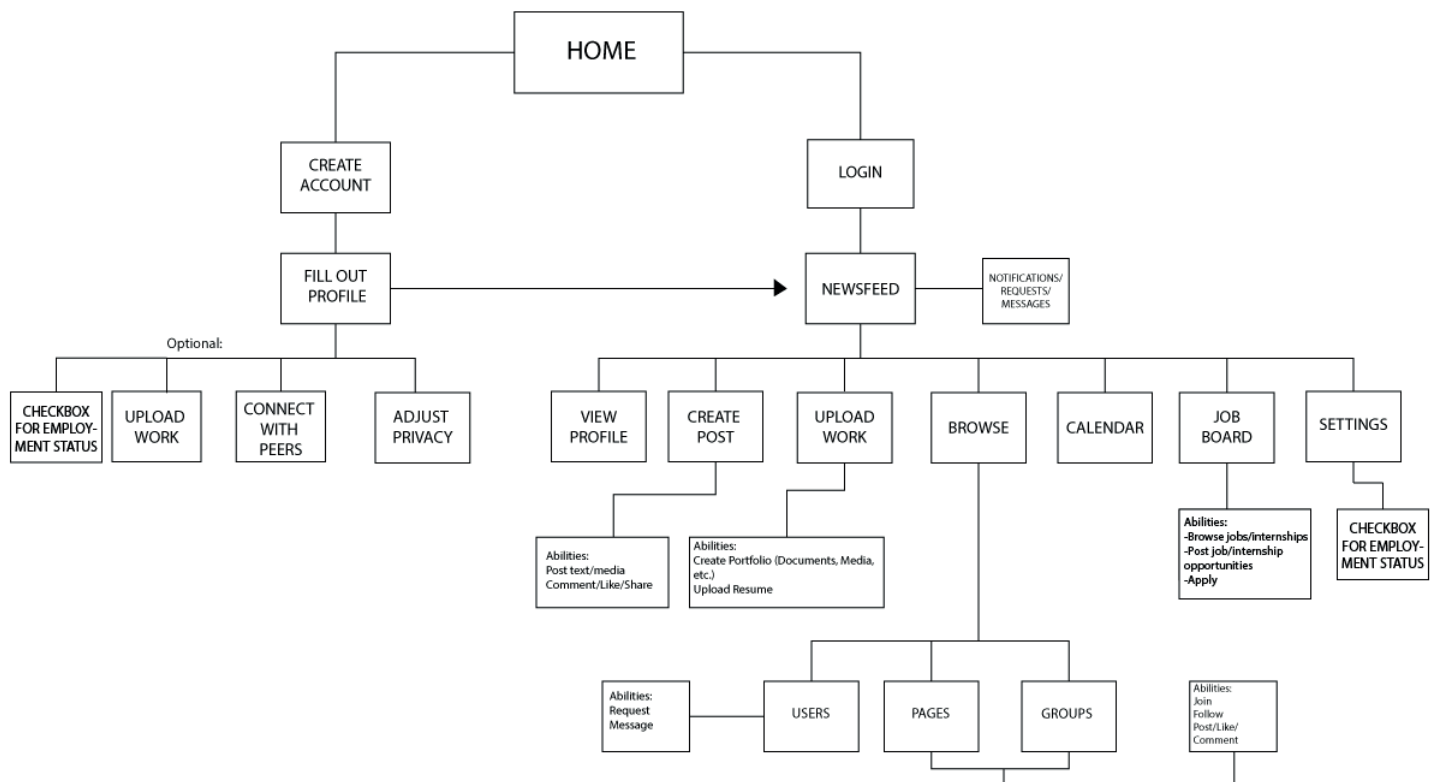 HOME
CREATE
ACCOUNT
LOGIN
FILL OUT
PROFILE
NEWSFEED
NOTIFICATIONS/
REQUESTS/
MESSAGES
Optional:
CHECKBOX
FOR EMPLOY-
MENT STATUS
UPLOAD
WORK
CONNECT
WITH
PEERS
ADJUST
PRIVACY
VIEW
PROFILE
CREATE
POST
UPLOAD
WORK
BROWSE
CALENDAR
JOB
BOARD
SETTINGS
Abilities:
Post text/media
Comment/Like/Share
Abilities:
Create Portfolio (Documents, Media,
etc.)
Upload Resume
Abilities:
-Browse jobs/internships
-Post job/internship
opportunities
-Apply
CHECKBOX
FOR EMPLOY-
MENT STATUS
Abilities:
Request
Message
USERS
PAGES
GROUPS
Abilities:
Join
Follow
Post/Like/
Comment